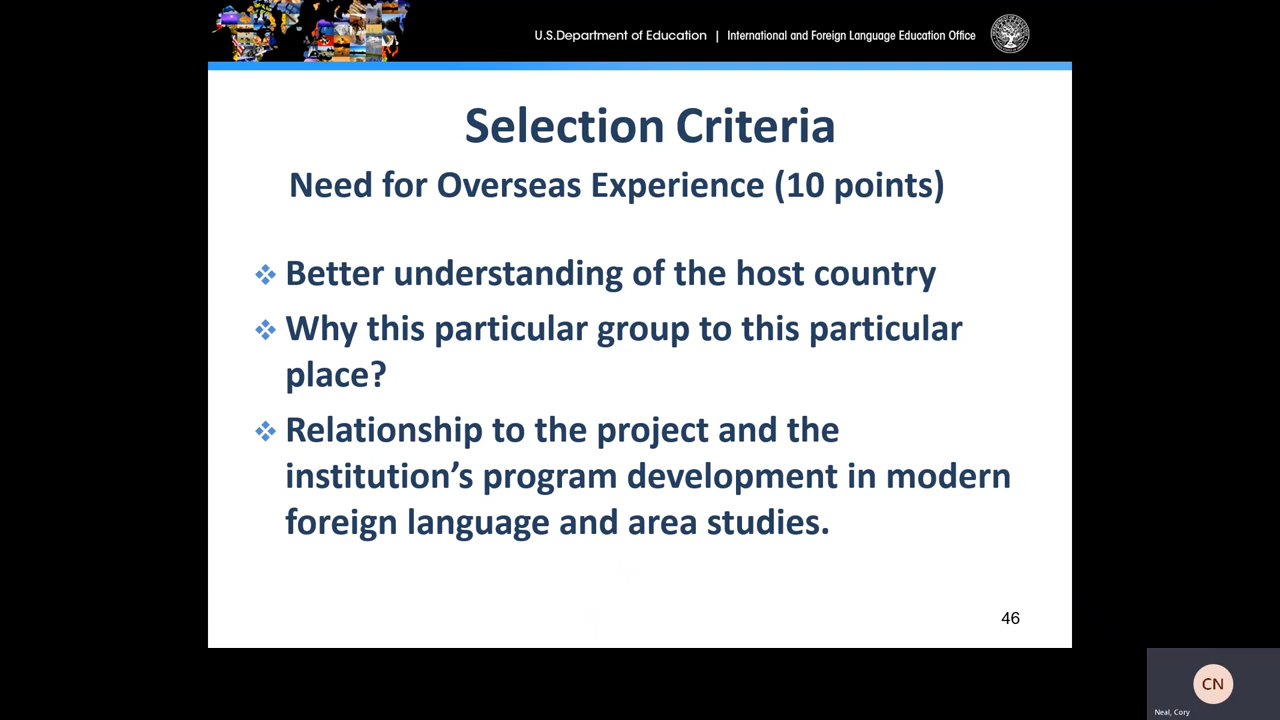 U.S.Department of Education | International and Foreign Language Education Office
Selection Criteria
Need for Overseas Experience (10 points)
Better understanding of the host country
Why this particular group to this particular
place?
Relationship to the project and the
institution’s program development in modern
foreign language and area studies.
46
CN
Neal, Cory